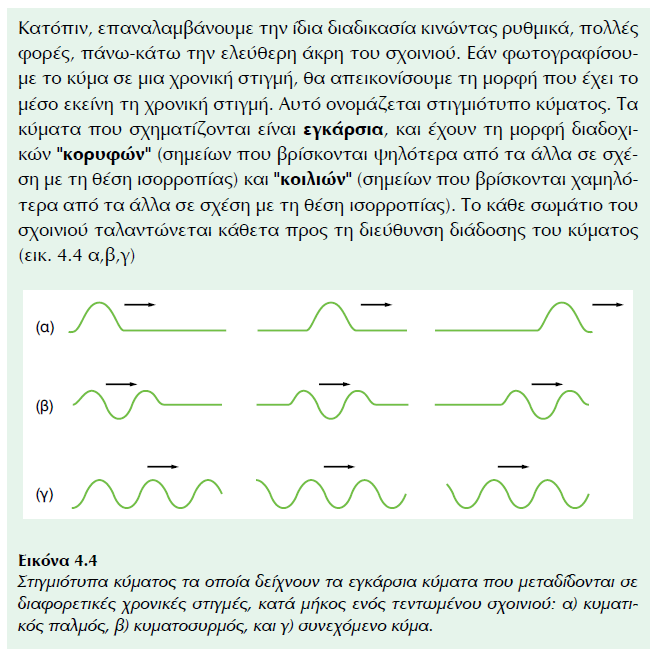 Κατόπιν, επαναλαμβάνουμε την ίδια διαδικασία κινώντας ρυθμικά, πολλές
φορές, πάνω-κάτω την ελεύθερη άκρη του σχοινιού. Εάν φωτογραφίσου-
με το κύμα σε μια χρονική στιγμή, θα απεικονίσουμε τη μορφή που έχει το
μέσο εκείνη τη χρονική στιγμή. Αυτό ονομάζεται στιγμιότυπο κύματος. Τα
κύματα που σχηματίζονται είναι εγκάρσια, και έχουν τη μορφή διαδοχι-
κών "κορυφών" (σημείων που βρίσκονται ψηλότερα από τα άλλα σε σχέ-
ση με τη θέση ισορροπίας) και "κοιλιών" (σημείων που βρίσκονται χαμηλό-
τερα από τα άλλα σε σχέση με τη θέση ισορροπίας). Το κάθε σωμάτιο του
σχοινιού ταλαντώνεται κάθετα προς τη διεύθυνση διάδοσης του κύματος
(εικ. 4.4 α,β,γ)
(α)
(β)
(γ)
Εικόνα 4.4
Στιγμιότυπα κύματος τα οποία δείχνουν τα εγκάρσια κύματα που μεταδίδονται σε
διαφορετικές χρονικές στιγμές, κατά μήκος ενός τεντωμένου σχοινιού: α) κυματι-
κός παλμός, β) κυματοσυρμός, και γ) συνεχόμενο κύμα.